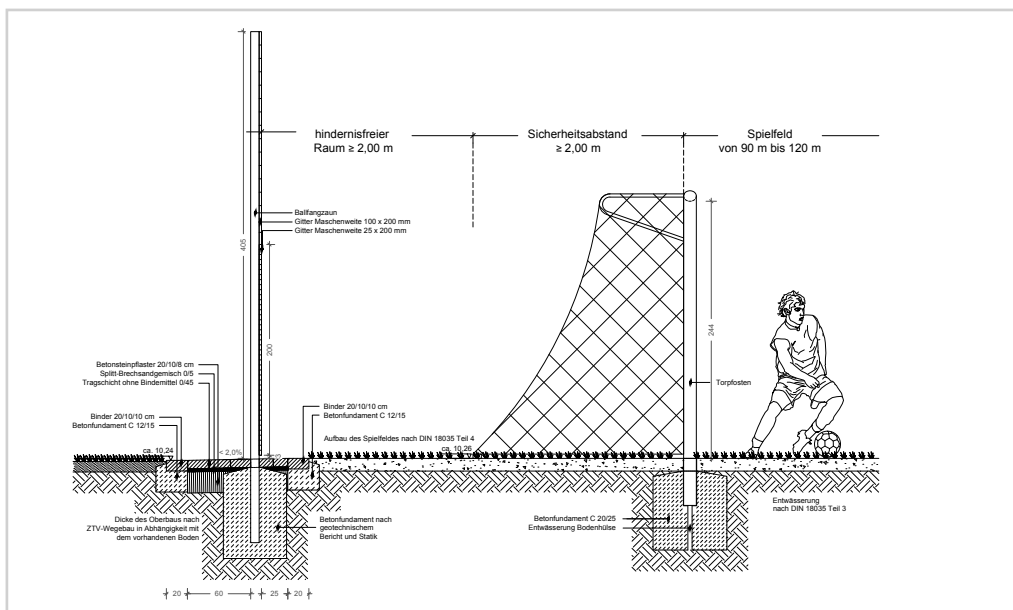 hindernisfreier
Raum ≥ 2,00 m
Sicherheitsabstand
≥ 2,00 m
Spielfeld
von 90 m bis 120 m
Ballfangzaun
Gitter Maschenweite 100 x 200 mm
Gitter Maschenweite 25 x 200 mm
405
200
244
Betonsteinpflaster 20/10/8 cm
Splitt-Brechsandgemisch 0/5
Tragschicht ohne Bindemittel 0/45
Torpfosten
Binder 20/10/10 cm
Betonfundament C 12/15
Binder 20/10/10 cm
Betonfundament C 12/15
Aufbau des Spielfeldes nach DIN 18035 Teil 4
ca. 10,24
< 2,0%
5
ca. 10,26
Dicke des Oberbaus nach
ZTV-Wegebau in Abhängigkeit mit
dem vorhandenen Boden
Betonfundament nach
geotechnischem
Bericht und Statik
Betonfundament C 20/25
Entwässerung Bodenhülse
Entwässerung
nach DIN 18035 Teil 3
20
60
25
20